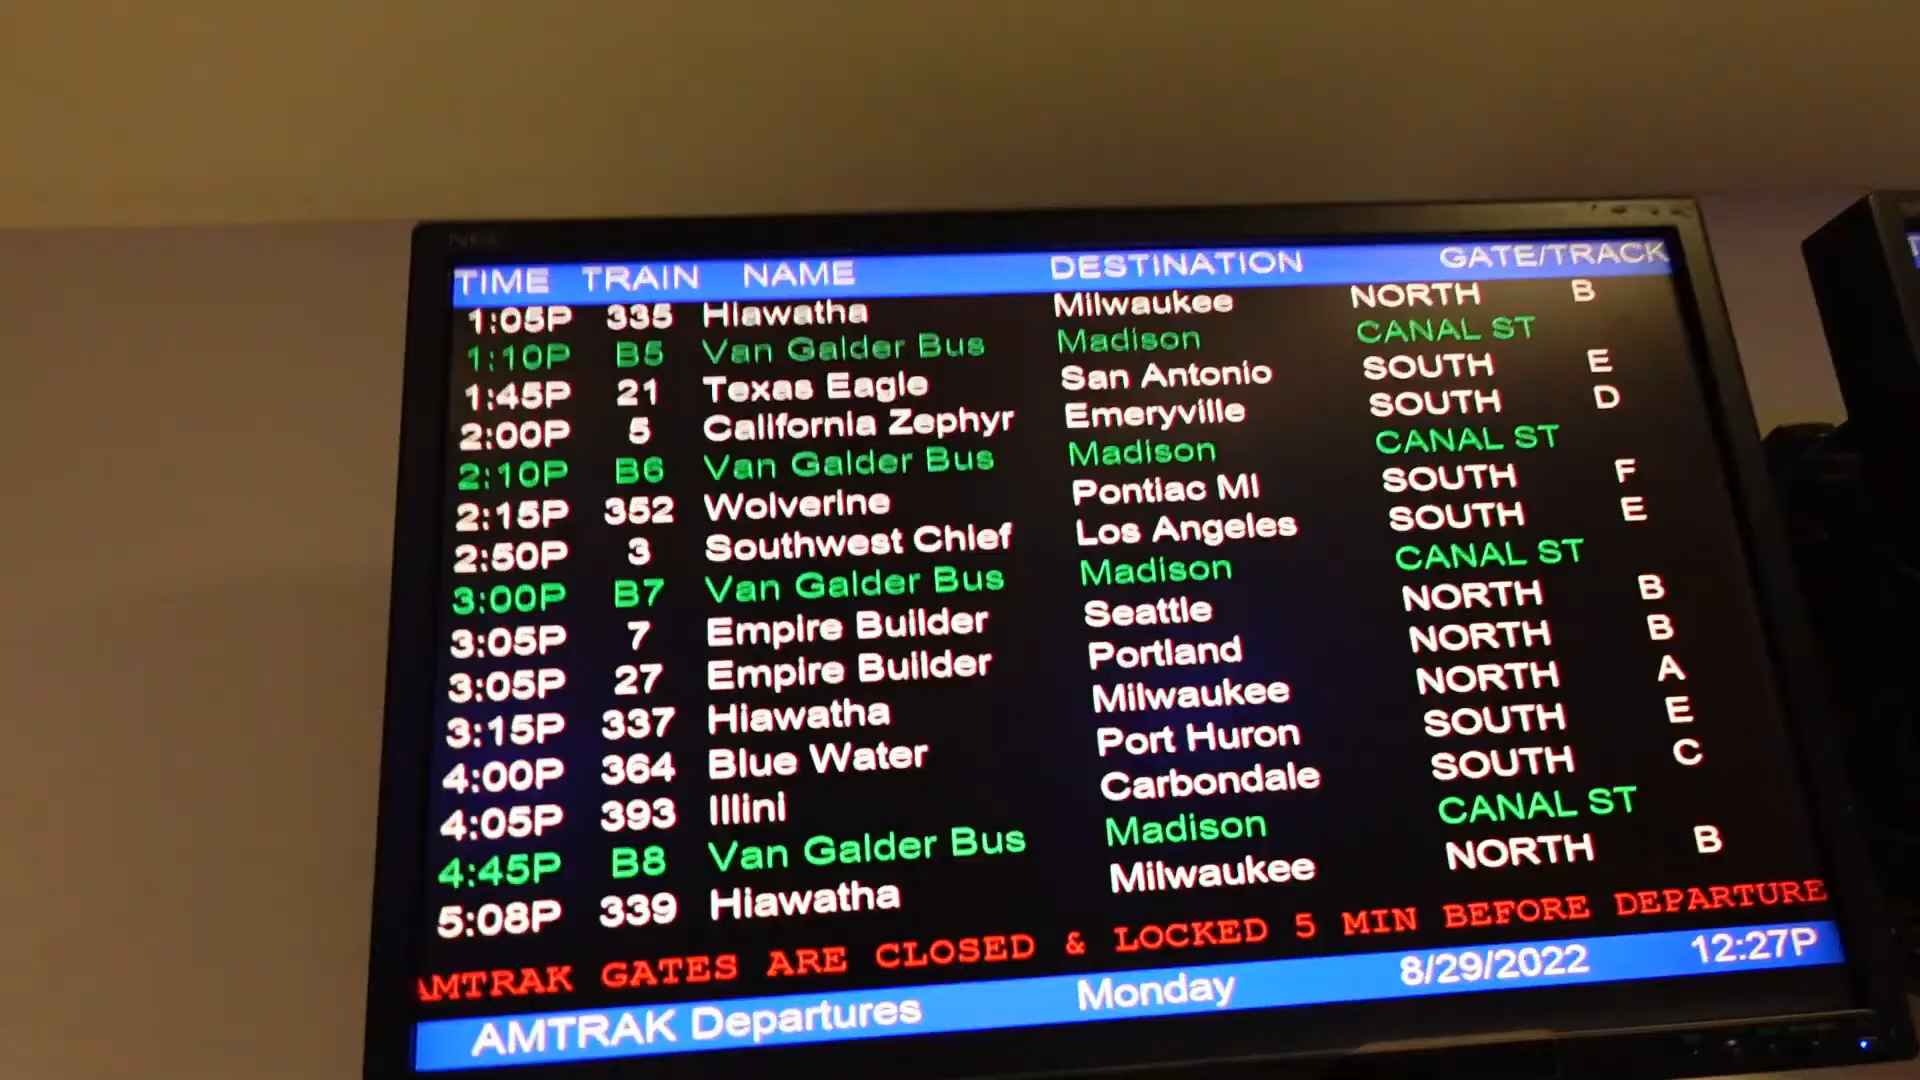 TIME TRAIN NAME DESTINATION GATE/TRACK
1:05P 335 Hiawatha Milwaukee NORTH B
1:10P B5 Van Galder Bus Madison CANAL ST
1:45P 21 Texas Eagle San Antonio SOUTH E
2:00P 5 California Zephyr Emeryville SOUTH D
2:10P B6 Van Galder Bus Madison CANAL ST
2:15P 352 Wolverine Pontiac MI SOUTH F
2:50P 3 Southwest Chief Los Angeles SOUTH E
3:00P B7 Van Galder Bus Madison CANAL ST
3:05P 7 Empire Builder Seattle NORTH B
3:05P 27 Empire Builder Portland NORTH B
3:15P 337 Hiawatha Milwaukee NORTH A
4:00P 364 Blue Water Port Huron SOUTH E
4:05P 393 Illini Carbondale SOUTH C
4:45P B8 Van Galder Bus Madison CANAL ST
5:08P 339 Hiawatha Milwaukee NORTH B
AMTRAK GATES ARE CLOSED & LOCKED 5 MIN BEFORE DEPARTURE
AMTRAK Departures Monday 8/29/2022 12:27P